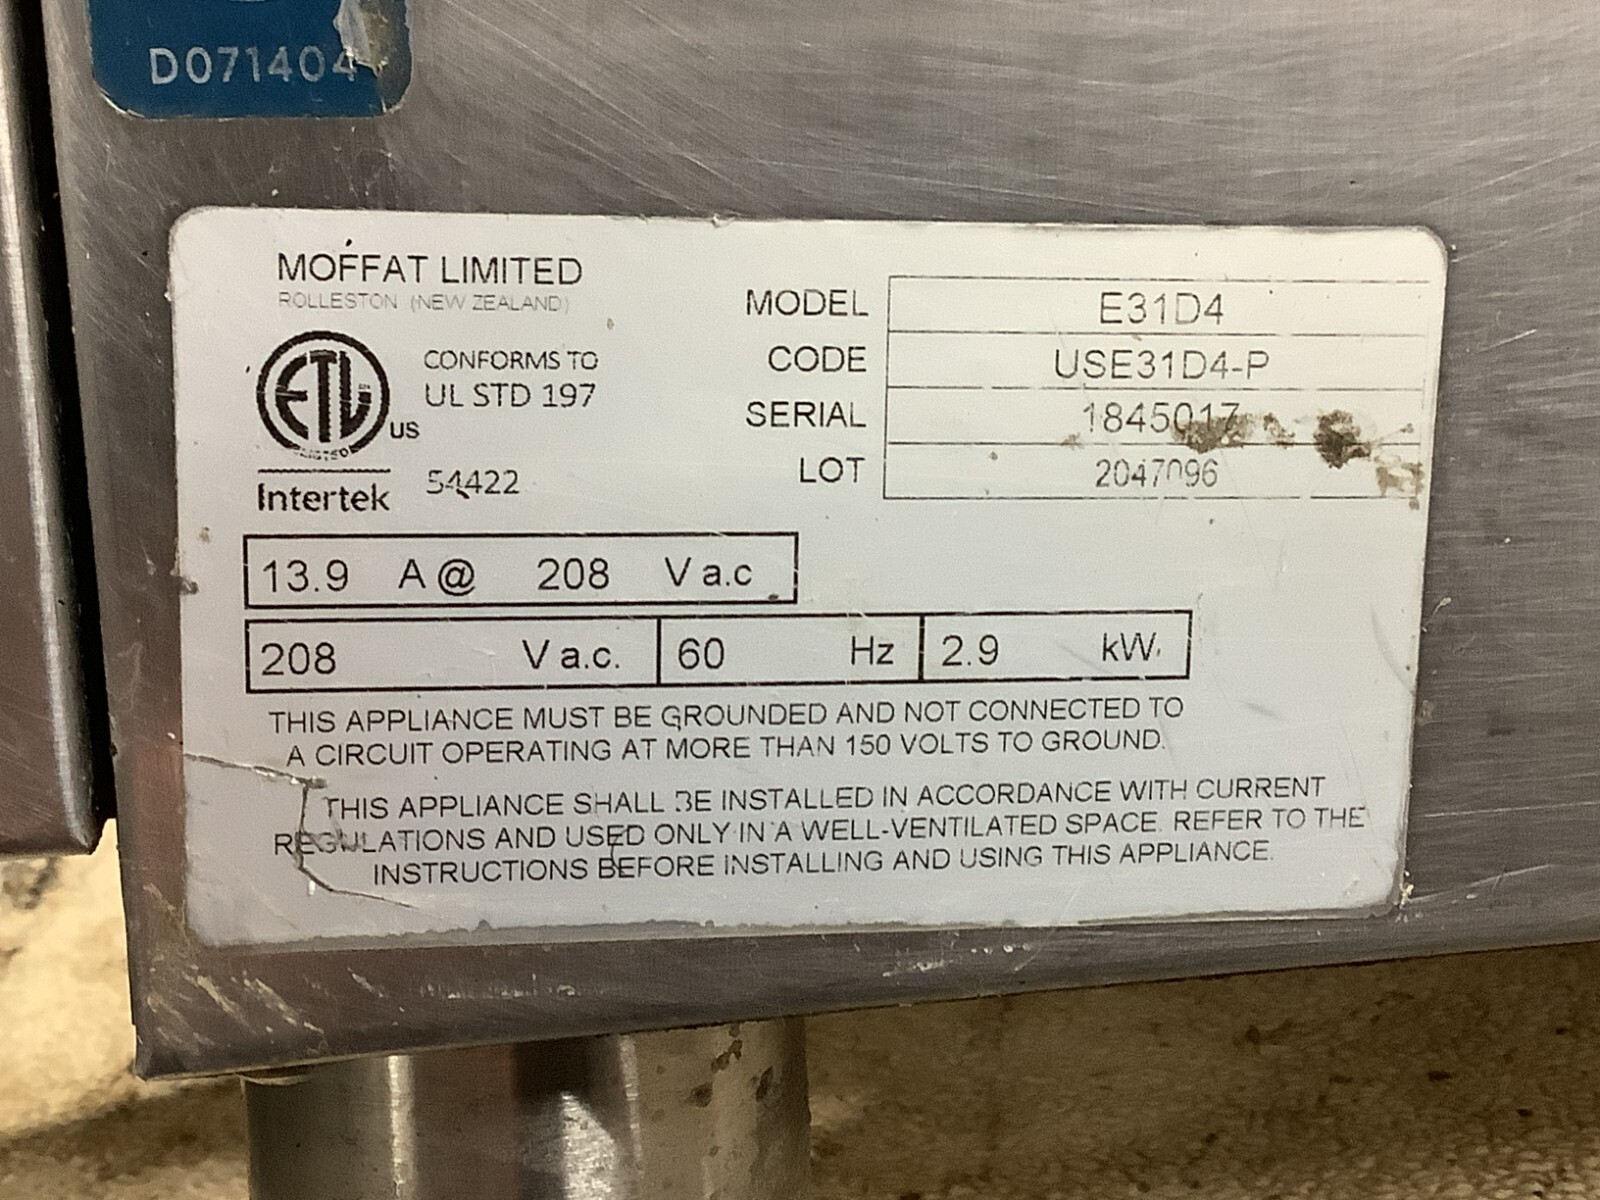 D071404
MOFFAT LIMITED
ROLLESTON (NEW ZEALAND)
ETL
LISTED
US
Intertek
CONFORMS TO
UL STD 197
54422
MODEL E31D4
CODE USE31D4-P
SERIAL 1845017
LOT 2047096
13.9 A @ 208 V a.c
208 V a.c. 60 Hz 2.9 kW.
THIS APPLIANCE MUST BE GROUNDED AND NOT CONNECTED TO
A CIRCUIT OPERATING AT MORE THAN 150 VOLTS TO GROUND.
THIS APPLIANCE SHALL BE INSTALLED IN ACCORDANCE WITH CURRENT
REGULATIONS AND USED ONLY IN A WELL-VENTILATED SPACE. REFER TO THE
INSTRUCTIONS BEFORE INSTALLING AND USING THIS APPLIANCE.